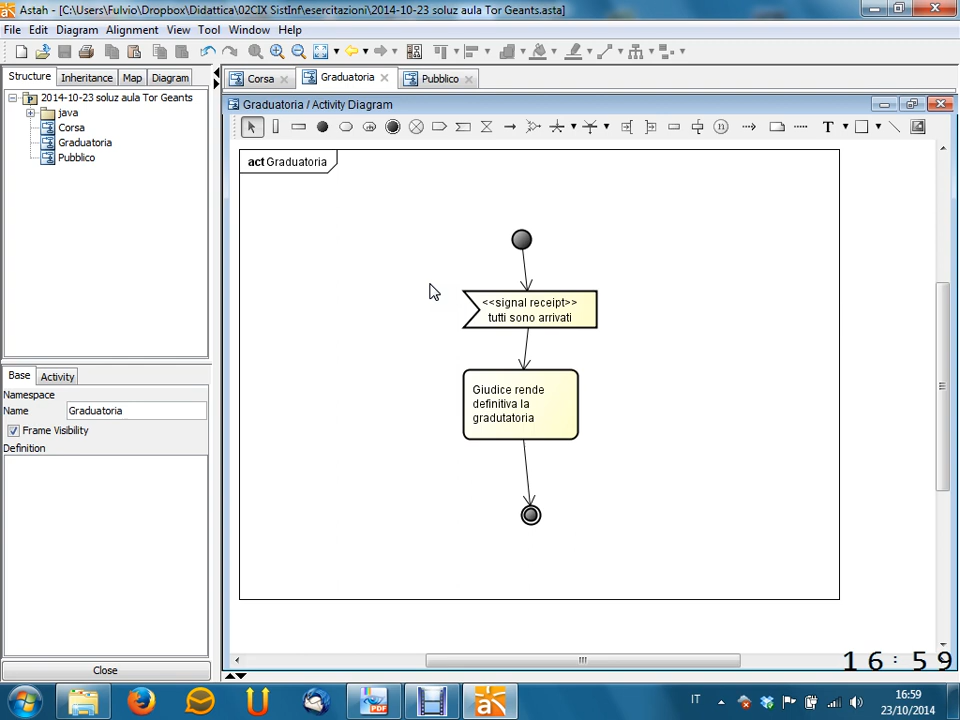 Astah - [C:\Users\Fulvio\Dropbox\Didattica\02CIX SistInf\esercitazioni\2014-10-23 soluz aula Tor Geants.asta]
File Edit Diagram Alignment View Tool Window Help
Structure Inheritance Map Diagram
2014-10-23 soluz aula Tor Geants
java
Corsa
Graduatoria
Pubblico
Base Activity
Namespace
Name Graduatoria
Frame Visibility
Definition
Close
Corsa Graduatoria Pubblico
Graduatoria / Activity Diagram
T
act Graduatoria
<<signal receipt>>
tutti sono arrivati
Giudice rende
definitiva la
gradutatoria
16:59
PDF
IT
16:59
23/10/2014